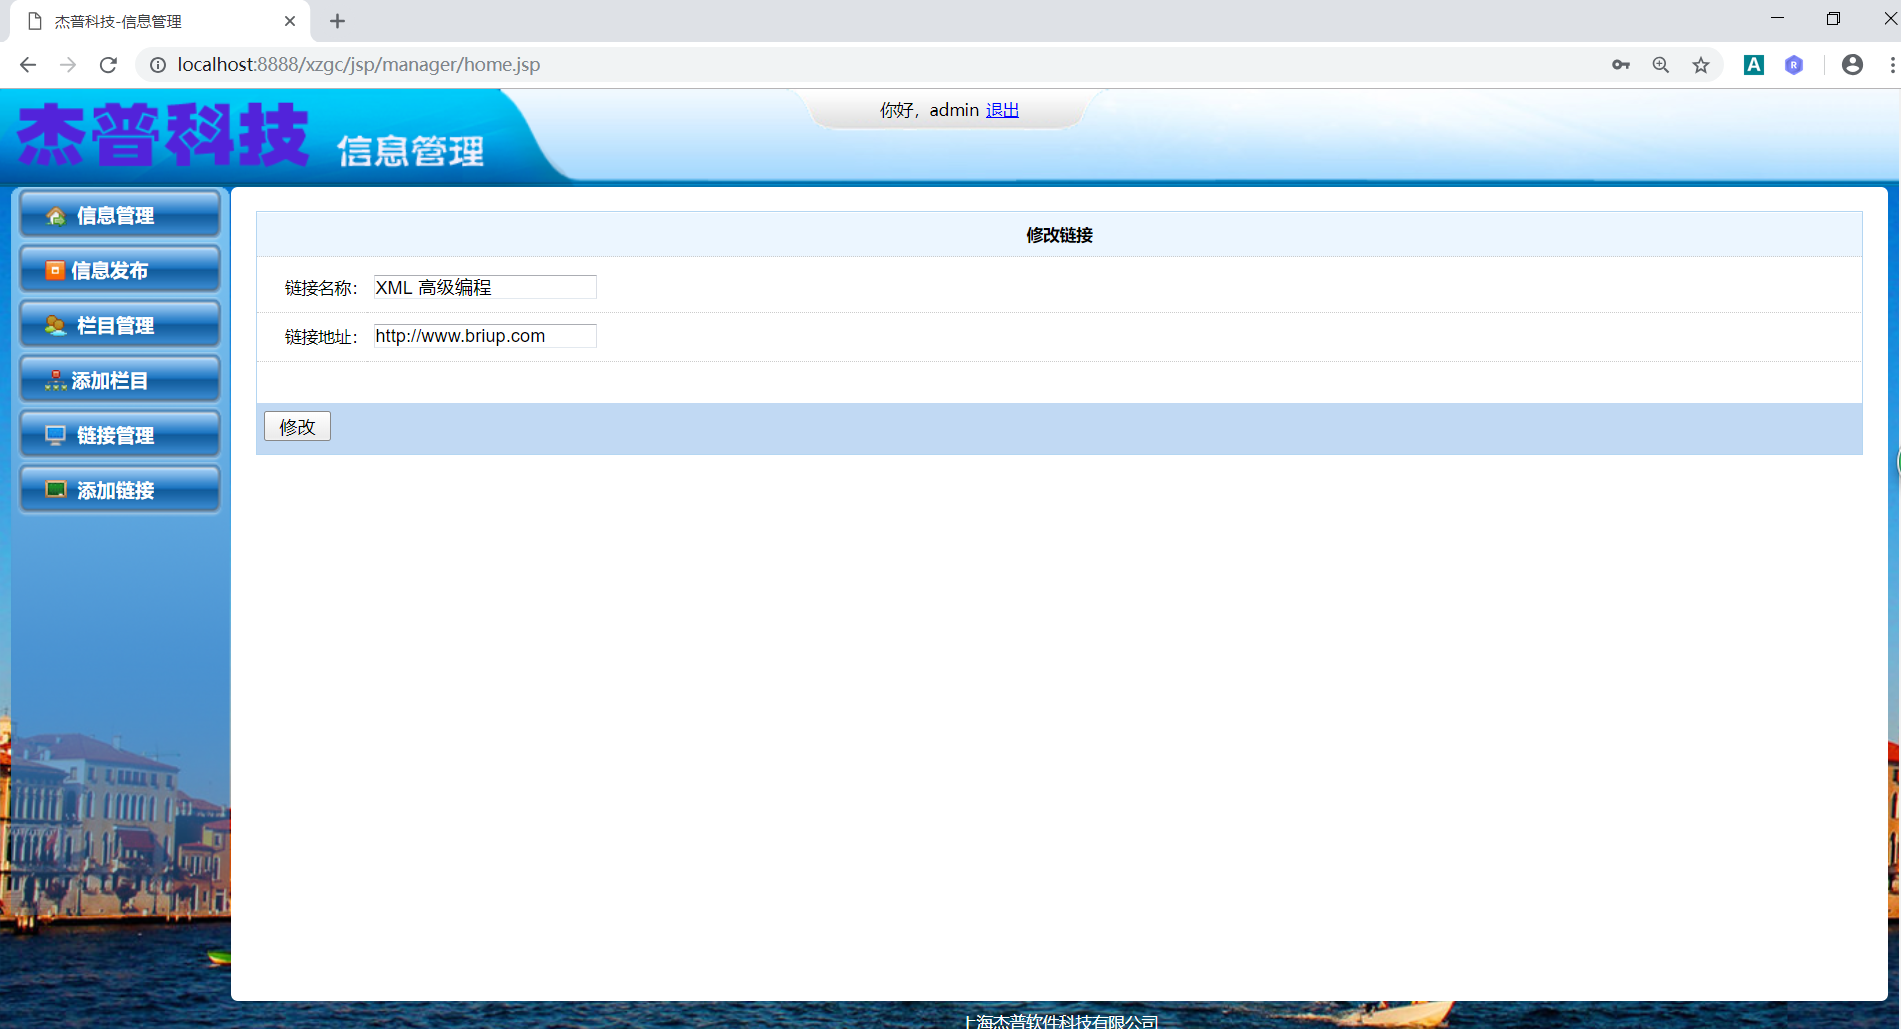 杰普科技-信息管理
localhost:8888/xzgc/jsp/manager/home.jsp
A
R
杰普科技 信息管理
你好，admin 退出
信息管理
信息发布
栏目管理
添加栏目
链接管理
添加链接
修改链接
链接名称： XML 高级编程
链接地址： http://www.briup.com
修改
上海杰普软件科技有限公司